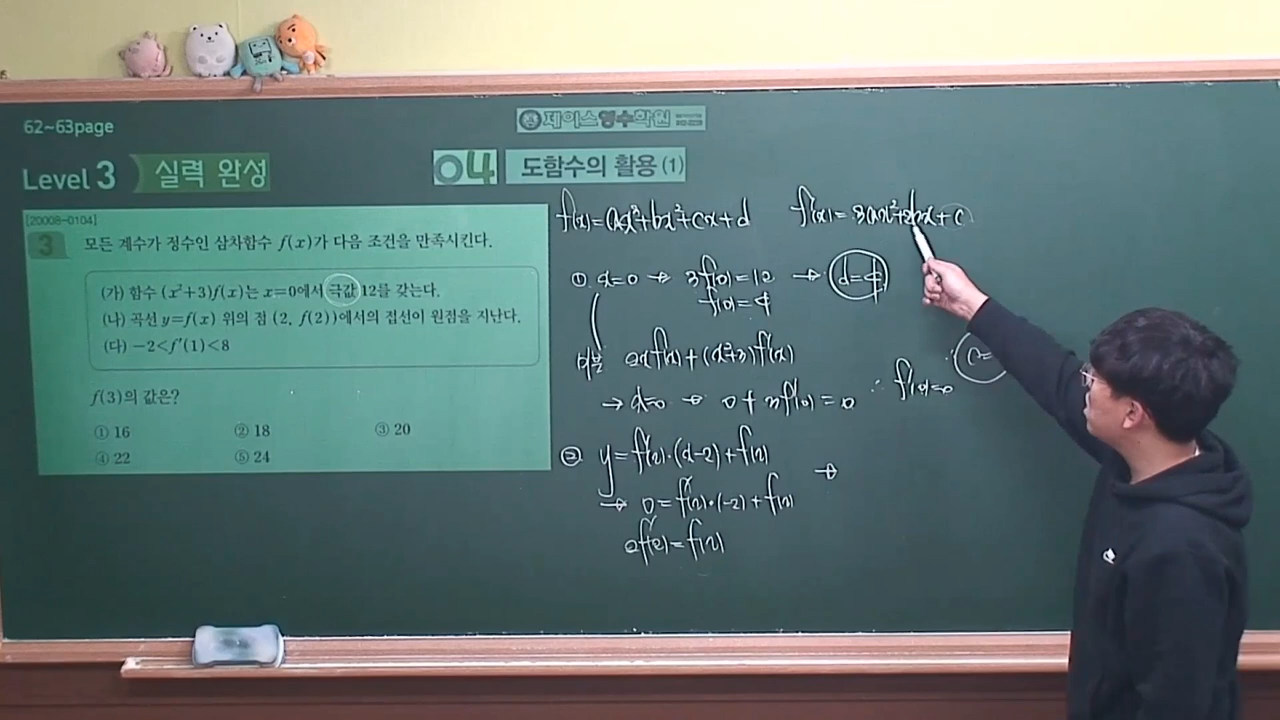 62~63page
제이스영수학원
Level 3 실력 완성
04 도함수의 활용 (1)
[20008-0104]
3 모든 계수가 정수인 삼차함수 f(x)가 다음 조건을 만족시킨다.
(가) 함수 (x²+3)f(x)는 x=0에서 극값 12를 갖는다.
(나) 곡선 y=f(x) 위의 점 (2, f(2))에서의 접선이 원점을 지난다.
(다) -2<f'(1)<8
f(3)의 값은?
① 16 ② 18 ③ 20
④ 22 ⑤ 24
f(x)=ax³+bx²+cx+d f'(x)=3ax²+2bx+c
① x=0 → 3f(0)=12 → d=4
f(0)=4
미분 2xf(x)+(x²+3)f'(x)
→ x=0 → 0+3f'(0)=0 ∴ f'(0)=0
② y=f'(2)·(x-2)+f(2) →
→ 0=f'(2)·(-2)+f(2)
2f'(2)=f(2)